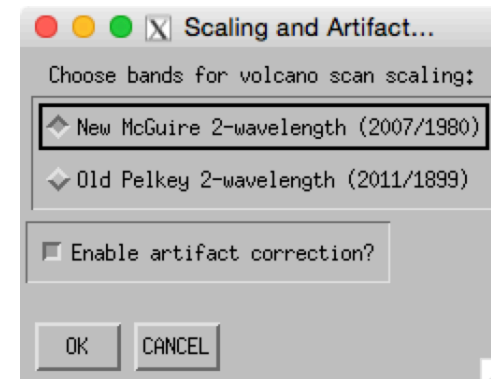 Scaling and Artifact...
Choose bands for volcano scan scaling:
New McGuire 2-wavelength (2007/1980)
Old Pelkey 2-wavelength (2011/1899)
Enable artifact correction?
OK CANCEL